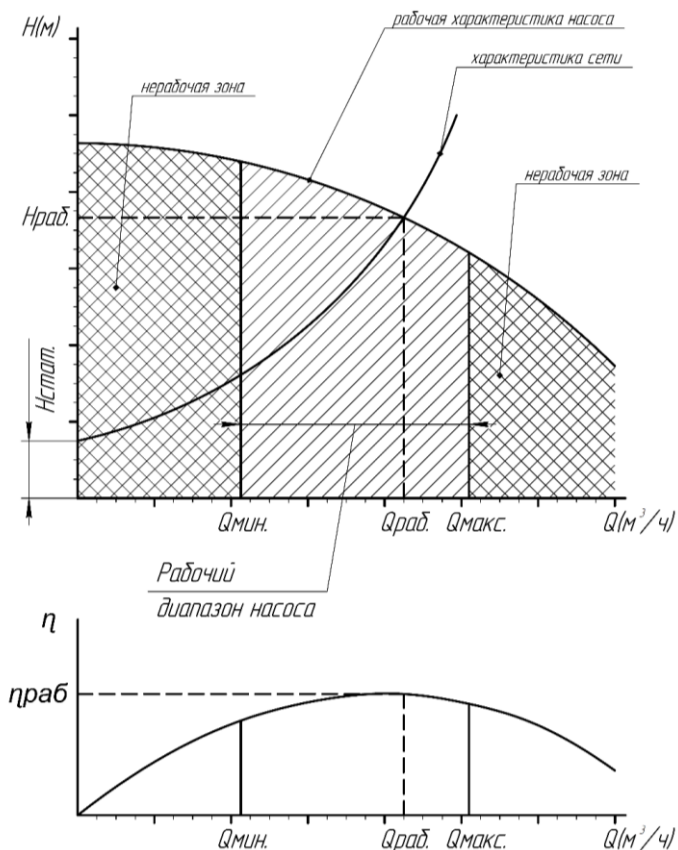 H(м)
рабочая характеристика насоса
характеристика сети
нерабочая зона
нерабочая зона
Hраб.
Hстат.
Qмин.
Qраб.
Qмакс.
Q(м³/ч)
Рабочий
диапазон насоса
η
ηраб
Qмин.
Qраб.
Qмакс.
Q(м³/ч)